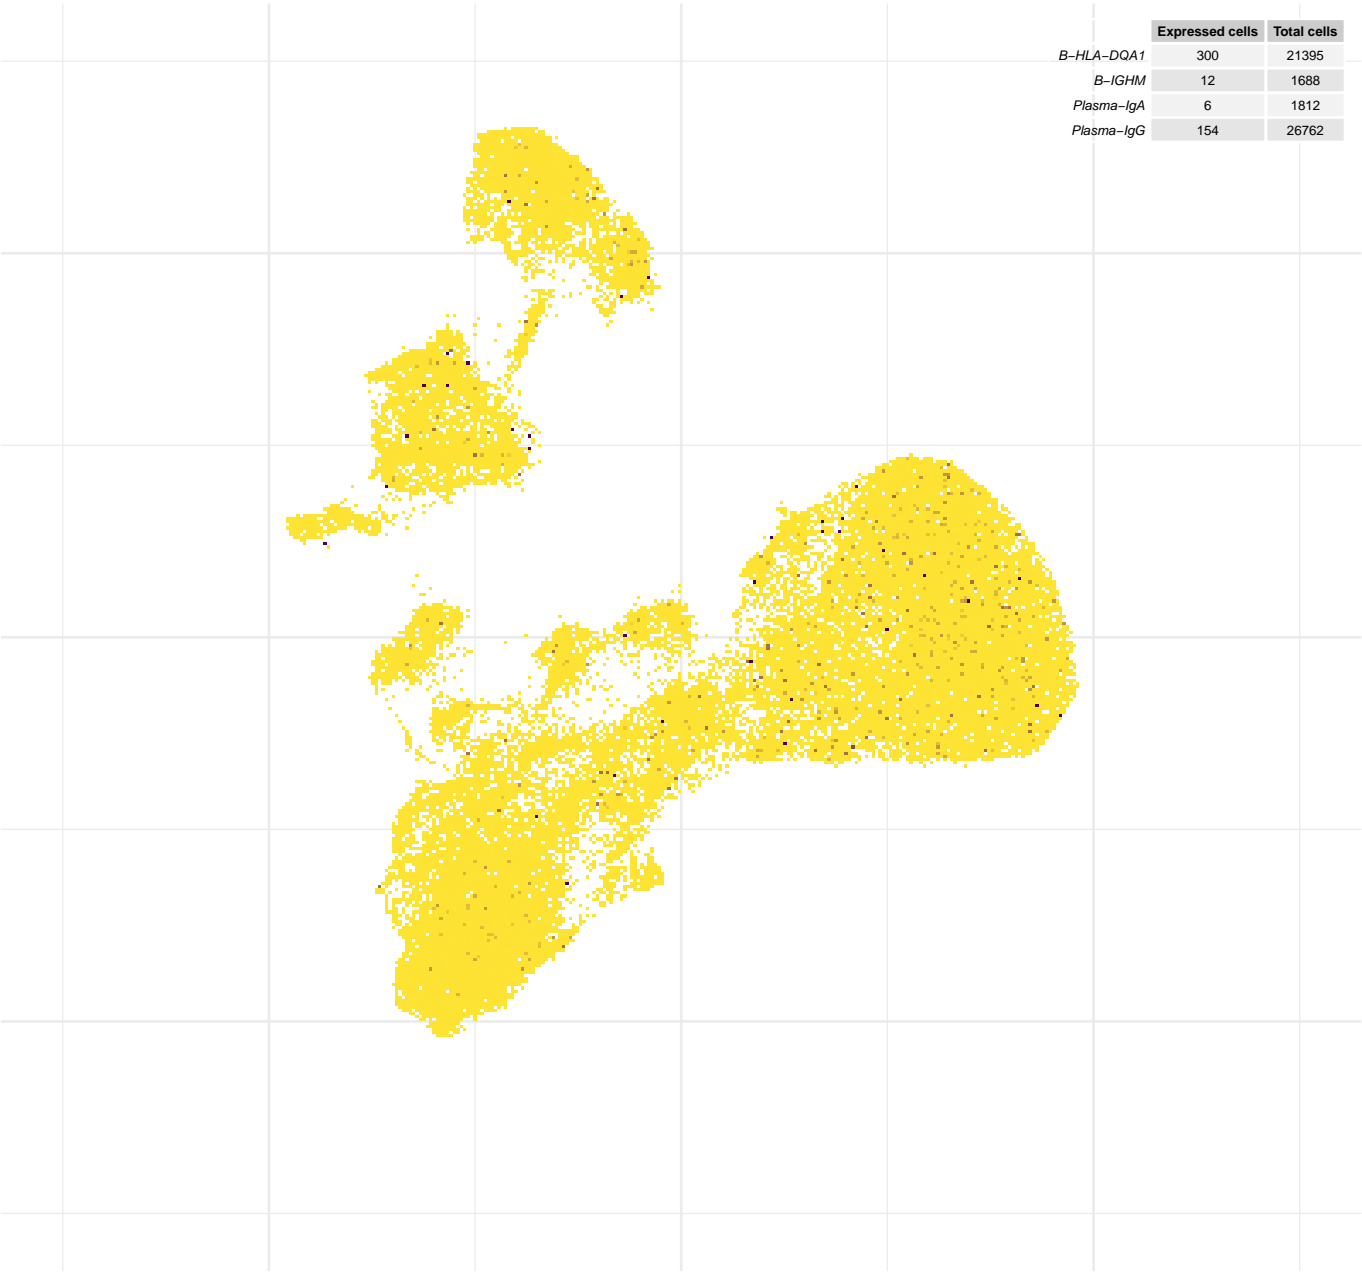 Expressed cells Total cells
B−HLA−DQA1 300 21395
B−IGHM 12 1688
Plasma−IgA 6 1812
Plasma−IgG 154 26762